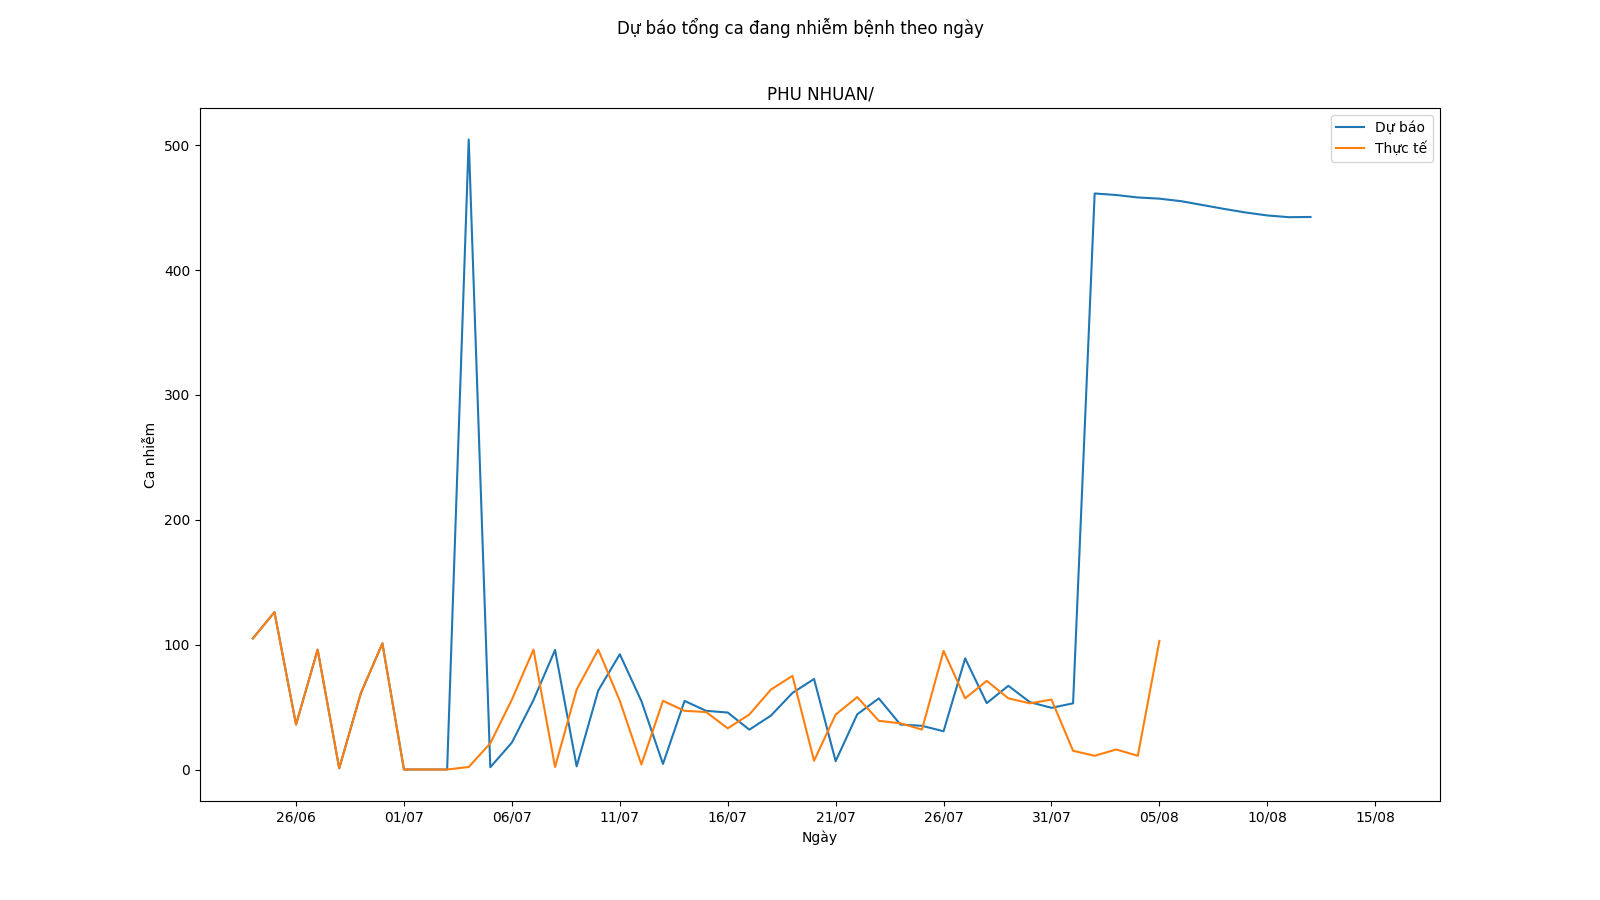 Dự báo tổng ca đang nhiễm bệnh theo ngày
PHU NHUAN/
Dự báo
Thực tế
500
400
300
200
100
0
Ca nhiễm
26/06 01/07 06/07 11/07 16/07 21/07 26/07 31/07 05/08 10/08 15/08
Ngày